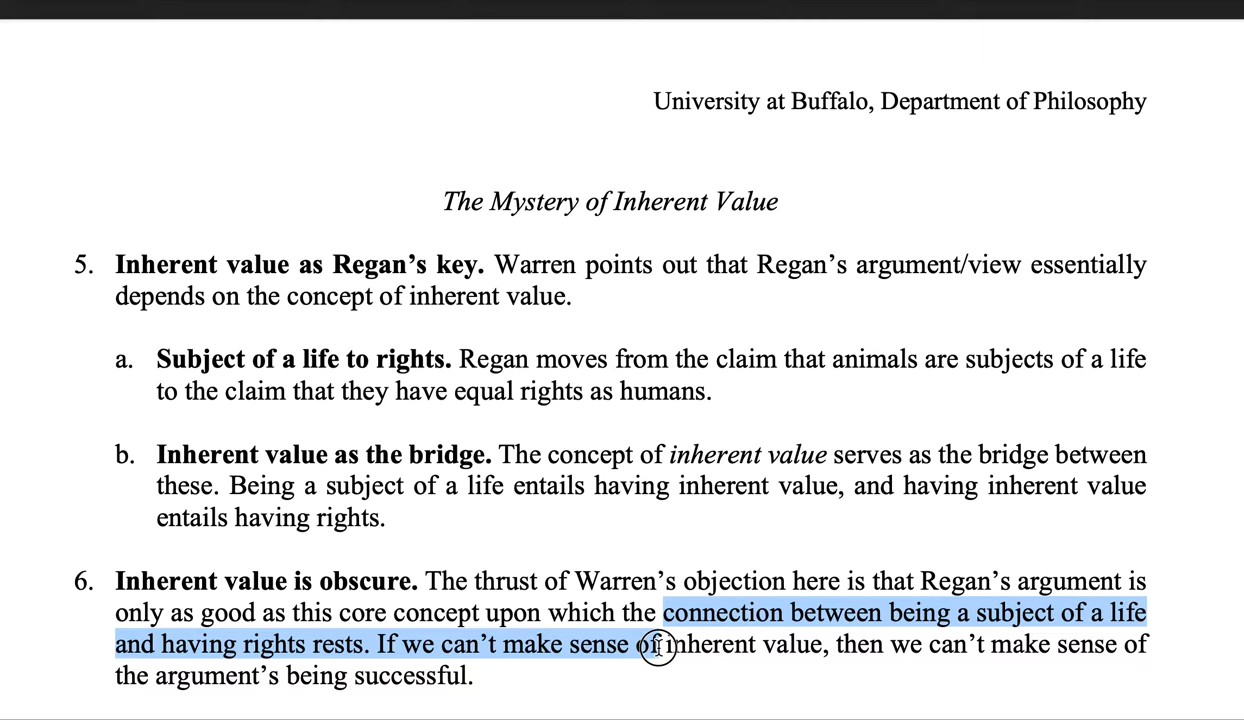 University at Buffalo, Department of Philosophy
The Mystery of Inherent Value
5. Inherent value as Regan’s key. Warren points out that Regan’s argument/view essentially
depends on the concept of inherent value.
a. Subject of a life to rights. Regan moves from the claim that animals are subjects of a life
to the claim that they have equal rights as humans.
b. Inherent value as the bridge. The concept of inherent value serves as the bridge between
these. Being a subject of a life entails having inherent value, and having inherent value
entails having rights.
6. Inherent value is obscure. The thrust of Warren’s objection here is that Regan’s argument is
only as good as this core concept upon which the connection between being a subject of a life
and having rights rests. If we can’t make sense of inherent value, then we can’t make sense of
the argument’s being successful.